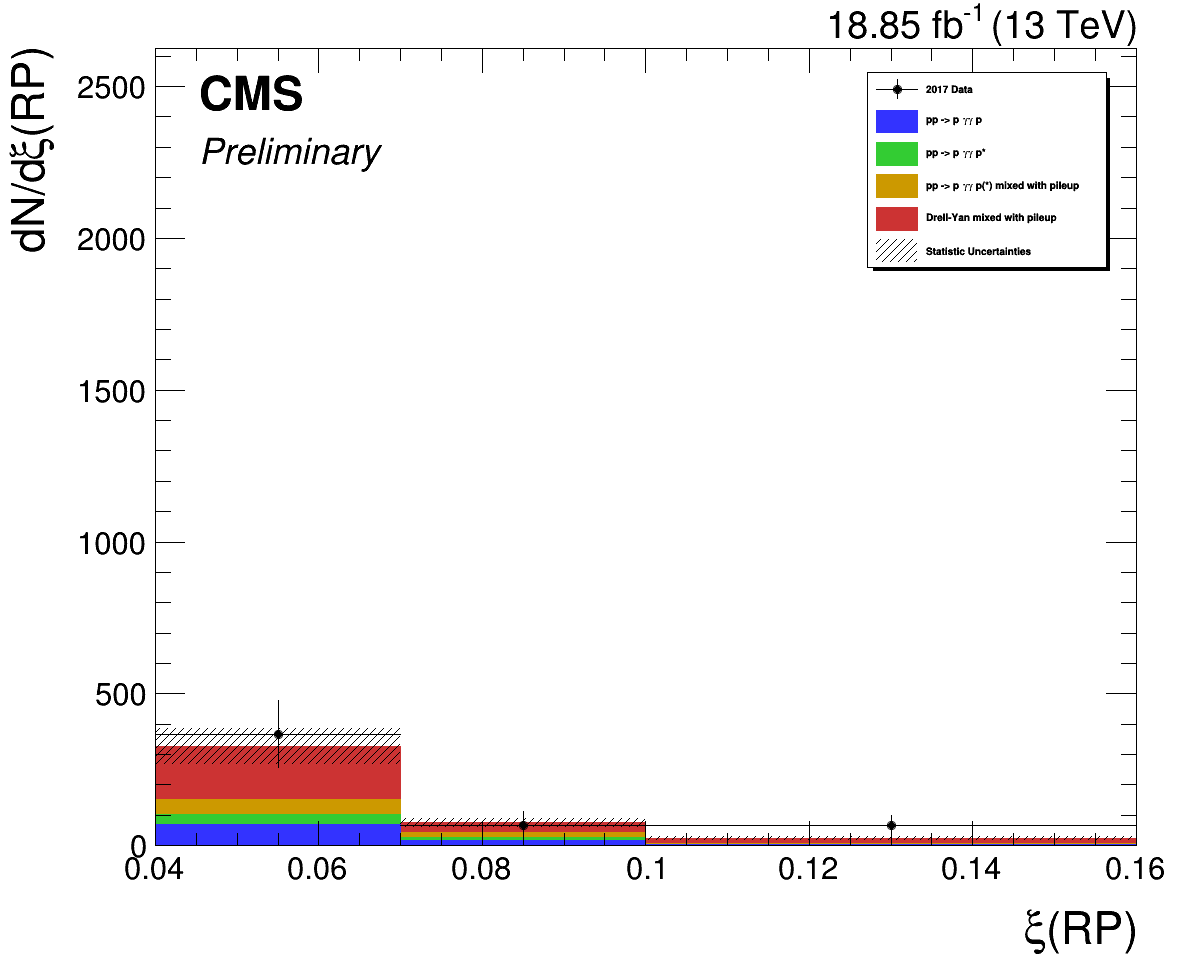 18.85 fb⁻¹ (13 TeV)
dN/dξ(RP)
CMS
Preliminary
2017 Data
pp -> p γγ p
pp -> p γγ p*
pp -> p γγ p(*) mixed with pileup
Drell-Yan mixed with pileup
Statistic Uncertainties
2500
2000
1500
1000
500
0
0.04 0.06 0.08 0.1 0.12 0.14 0.16
ξ(RP)